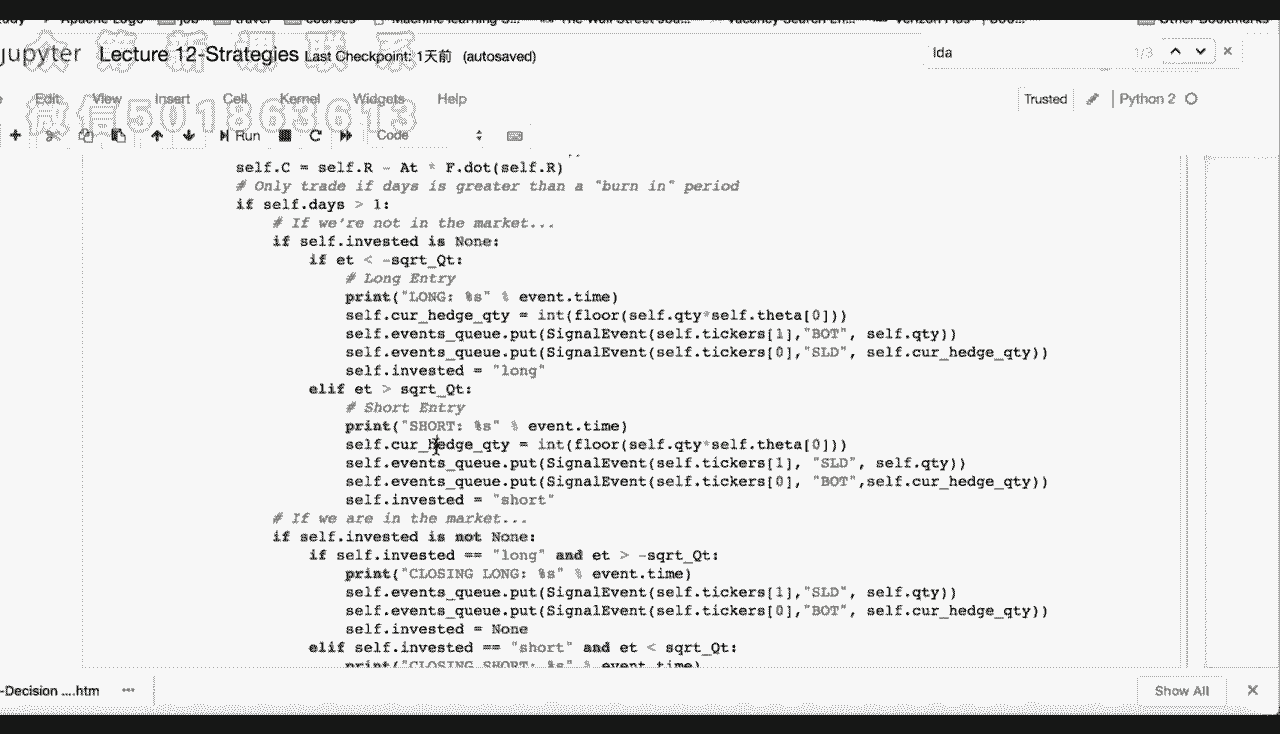 Apache Logo job travel courses Machine learning S... The Wall Street Jou... Vacancy Search En... Verizon Plus Other Bookmarks
jupyter Lecture 12-Strategies Last Checkpoint: 1天前 (autosaved)
lda 1/3
Edit View Insert Cell Kernel Widgets Help
Trusted Python 2
微信501863613
Run Code
self.C = self.R - At * F.dot(self.R)
# Only trade if days is greater than a "burn in" period
if self.days > 1:
# If we're not in the market...
if self.invested is None:
if et < -sqrt_Qt:
# Long Entry
print("LONG: %s" % event.time)
self.cur_hedge_qty = int(floor(self.qty*self.theta[0]))
self.events_queue.put(SignalEvent(self.tickers[1],"BOT", self.qty))
self.events_queue.put(SignalEvent(self.tickers[0],"SLD", self.cur_hedge_qty))
self.invested = "long"
elif et > sqrt_Qt:
# Short Entry
print("SHORT: %s" % event.time)
self.cur_hedge_qty = int(floor(self.qty*self.theta[0]))
self.events_queue.put(SignalEvent(self.tickers[1], "SLD", self.qty))
self.events_queue.put(SignalEvent(self.tickers[0], "BOT",self.cur_hedge_qty))
self.invested = "short"
# If we are in the market...
if self.invested is not None:
if self.invested == "long" and et > -sqrt_Qt:
print("CLOSING LONG: %s" % event.time)
self.events_queue.put(SignalEvent(self.tickers[1],"SLD", self.qty))
self.events_queue.put(SignalEvent(self.tickers[0],"BOT", self.cur_hedge_qty))
self.invested = None
elif self.invested == "short" and et < sqrt_Qt:
print("CLOSING SHORT: %s" % event.time)
-Decision ....htm
Show All